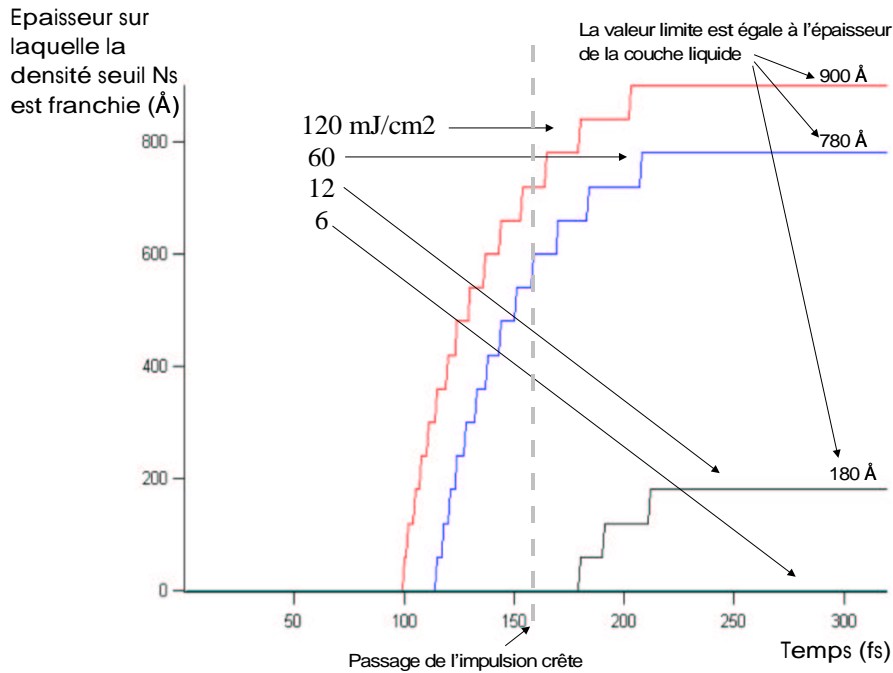 Epaisseur sur
laquelle la
densité seuil Ns
est franchie (Å)
La valeur limite est égale à l'épaisseur
de la couche liquide
900 Å
800
120 mJ/cm2
780 Å
60
12
6
600
400
200
180 Å
0
50
100
150
200
250
300
Temps (fs)
Passage de l'impulsion crête